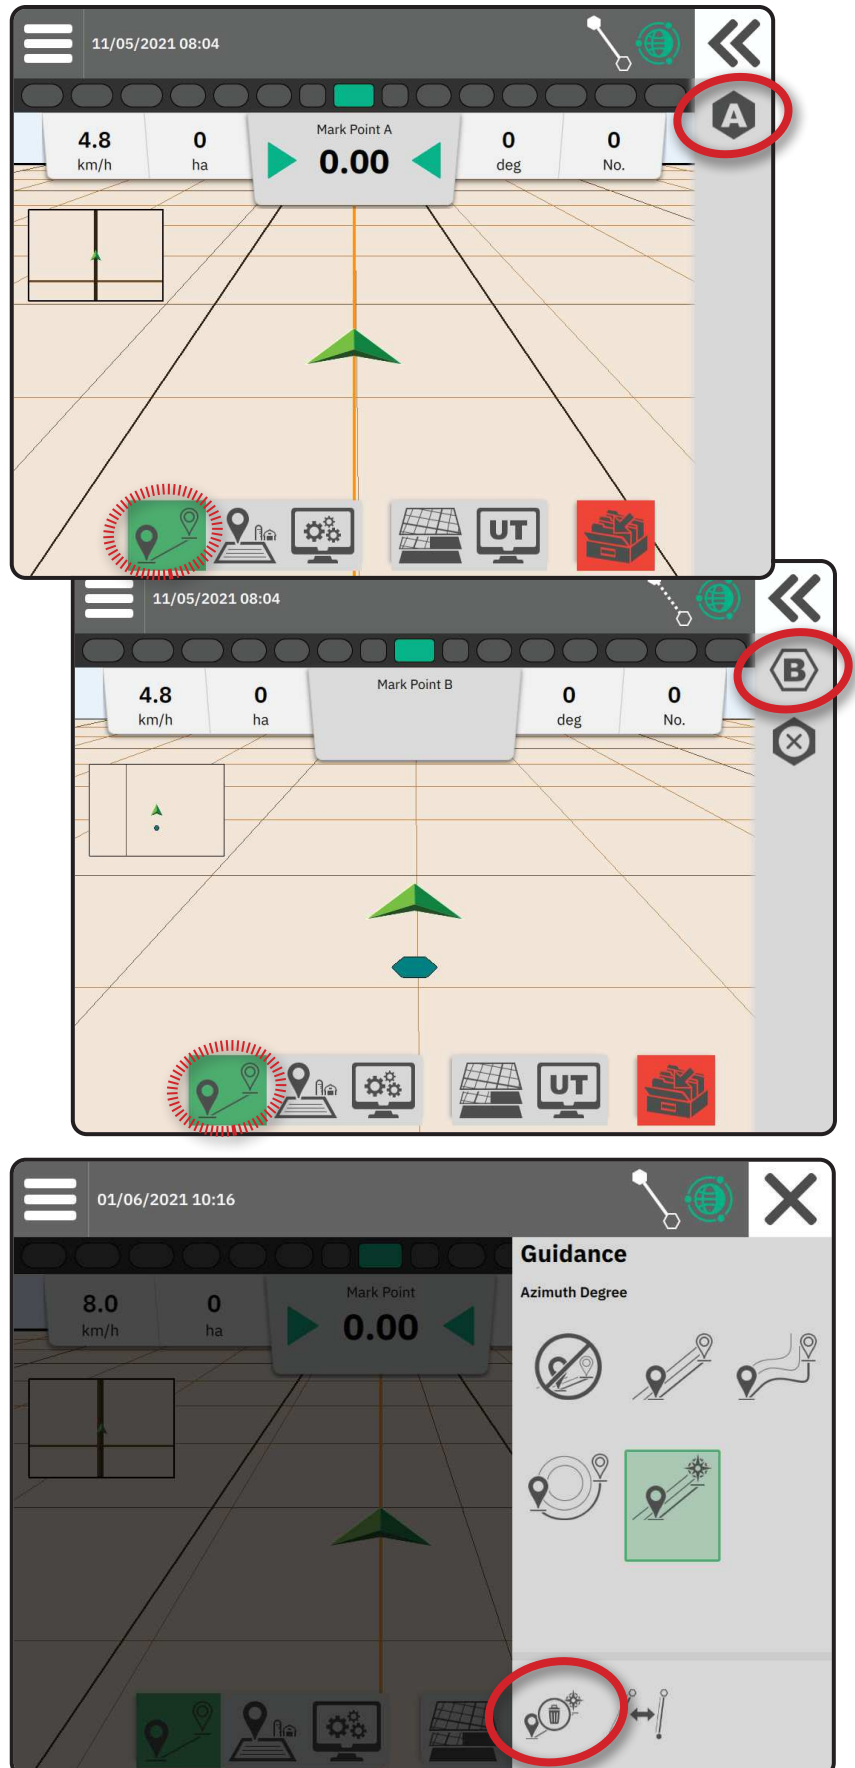 11/05/2021 08:04
A
Mark Point A
4.8 0 0.00 0 0
km/h ha deg No.
UT
11/05/2021 08:04
B
Mark Point B
4.8 0 0 0
km/h ha deg No.
UT
01/06/2021 10:16
Guidance
Azimuth Degree
Mark Point
8.0 0 0.00
km/h ha